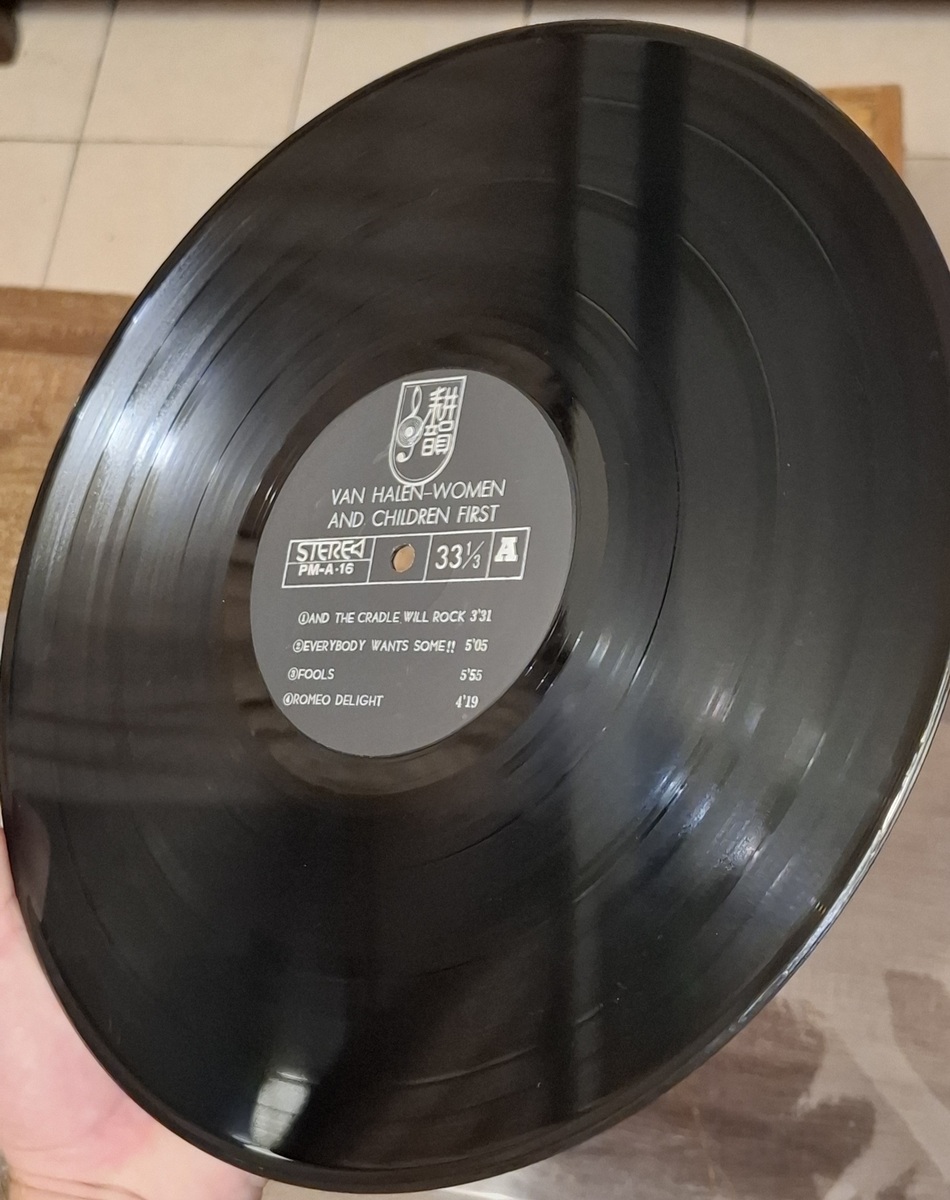 耕韻
VAN HALEN-WOMEN
AND CHILDREN FIRST
STEREO
PM-A-16
33⅓
A
①AND THE CRADLE WILL ROCK 3'31
②EVERYBODY WANTS SOME!! 5'05
③FOOLS 5'55
④ROMEO DELIGHT 4'19